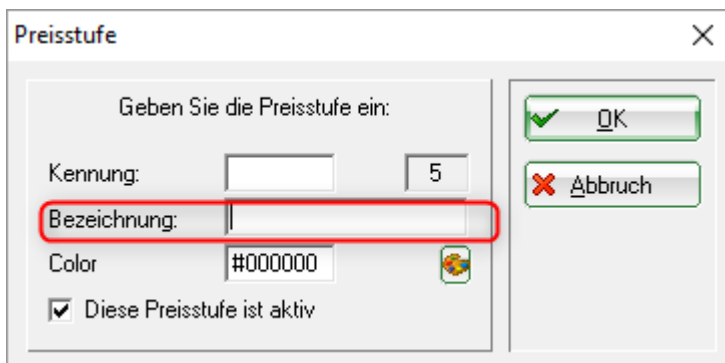 Preisstufe
Geben Sie die Preisstufe ein:
Kennung: 5
Bezeichnung:
Color #000000
Diese Preisstufe ist aktiv
OK
Abbruch